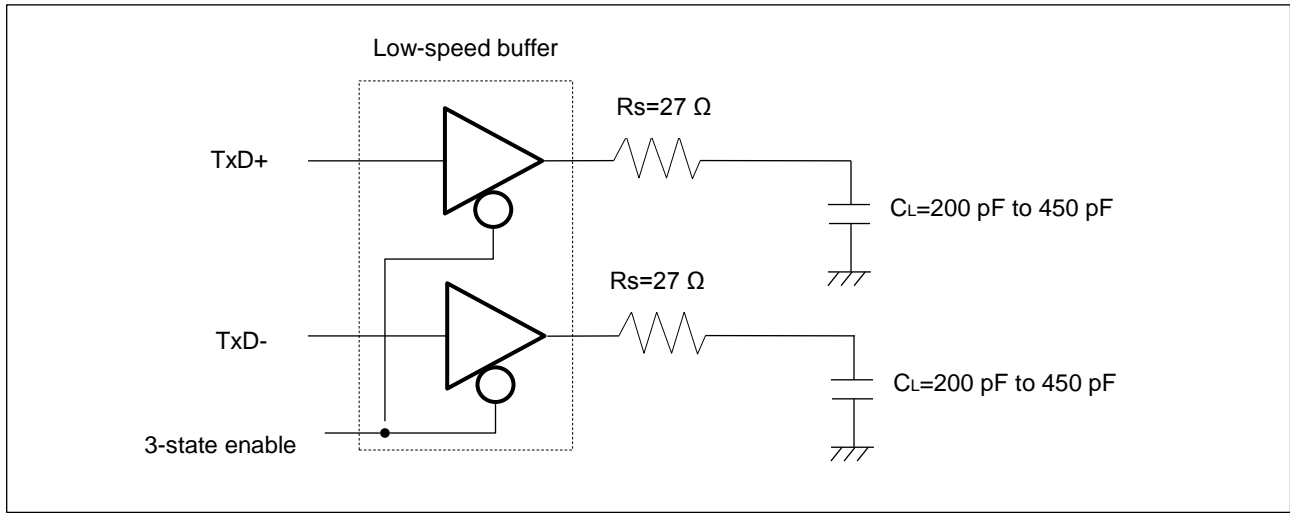 Low-speed buffer
Rs=27 Ω
TxD+
CL=200 pF to 450 pF
Rs=27 Ω
TxD-
CL=200 pF to 450 pF
3-state enable